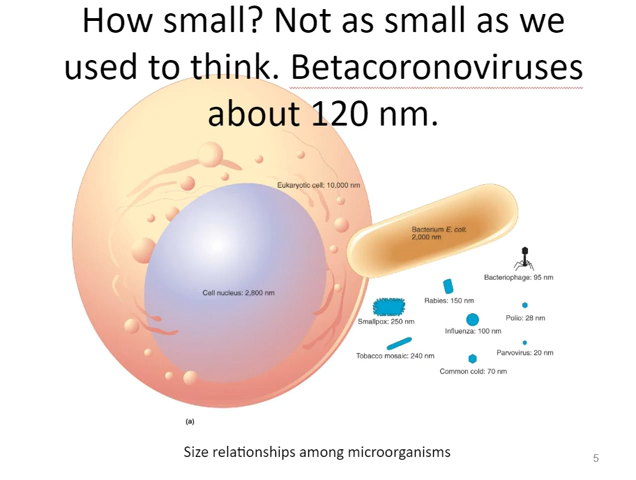 How small? Not as small as we
used to think. Betacoronoviruses
about 120 nm.
Eukaryotic cell: 10,000 nm
Bacterium E. coli:
2,000 nm
Cell nucleus: 2,800 nm
Bacteriophage: 95 nm
Rabies: 150 nm
Smallpox: 250 nm
Polio: 28 nm
Influenza: 100 nm
Tobacco mosaic: 240 nm
Parvovirus: 20 nm
Common cold: 70 nm
(a)
Size relationships among microorganisms
5